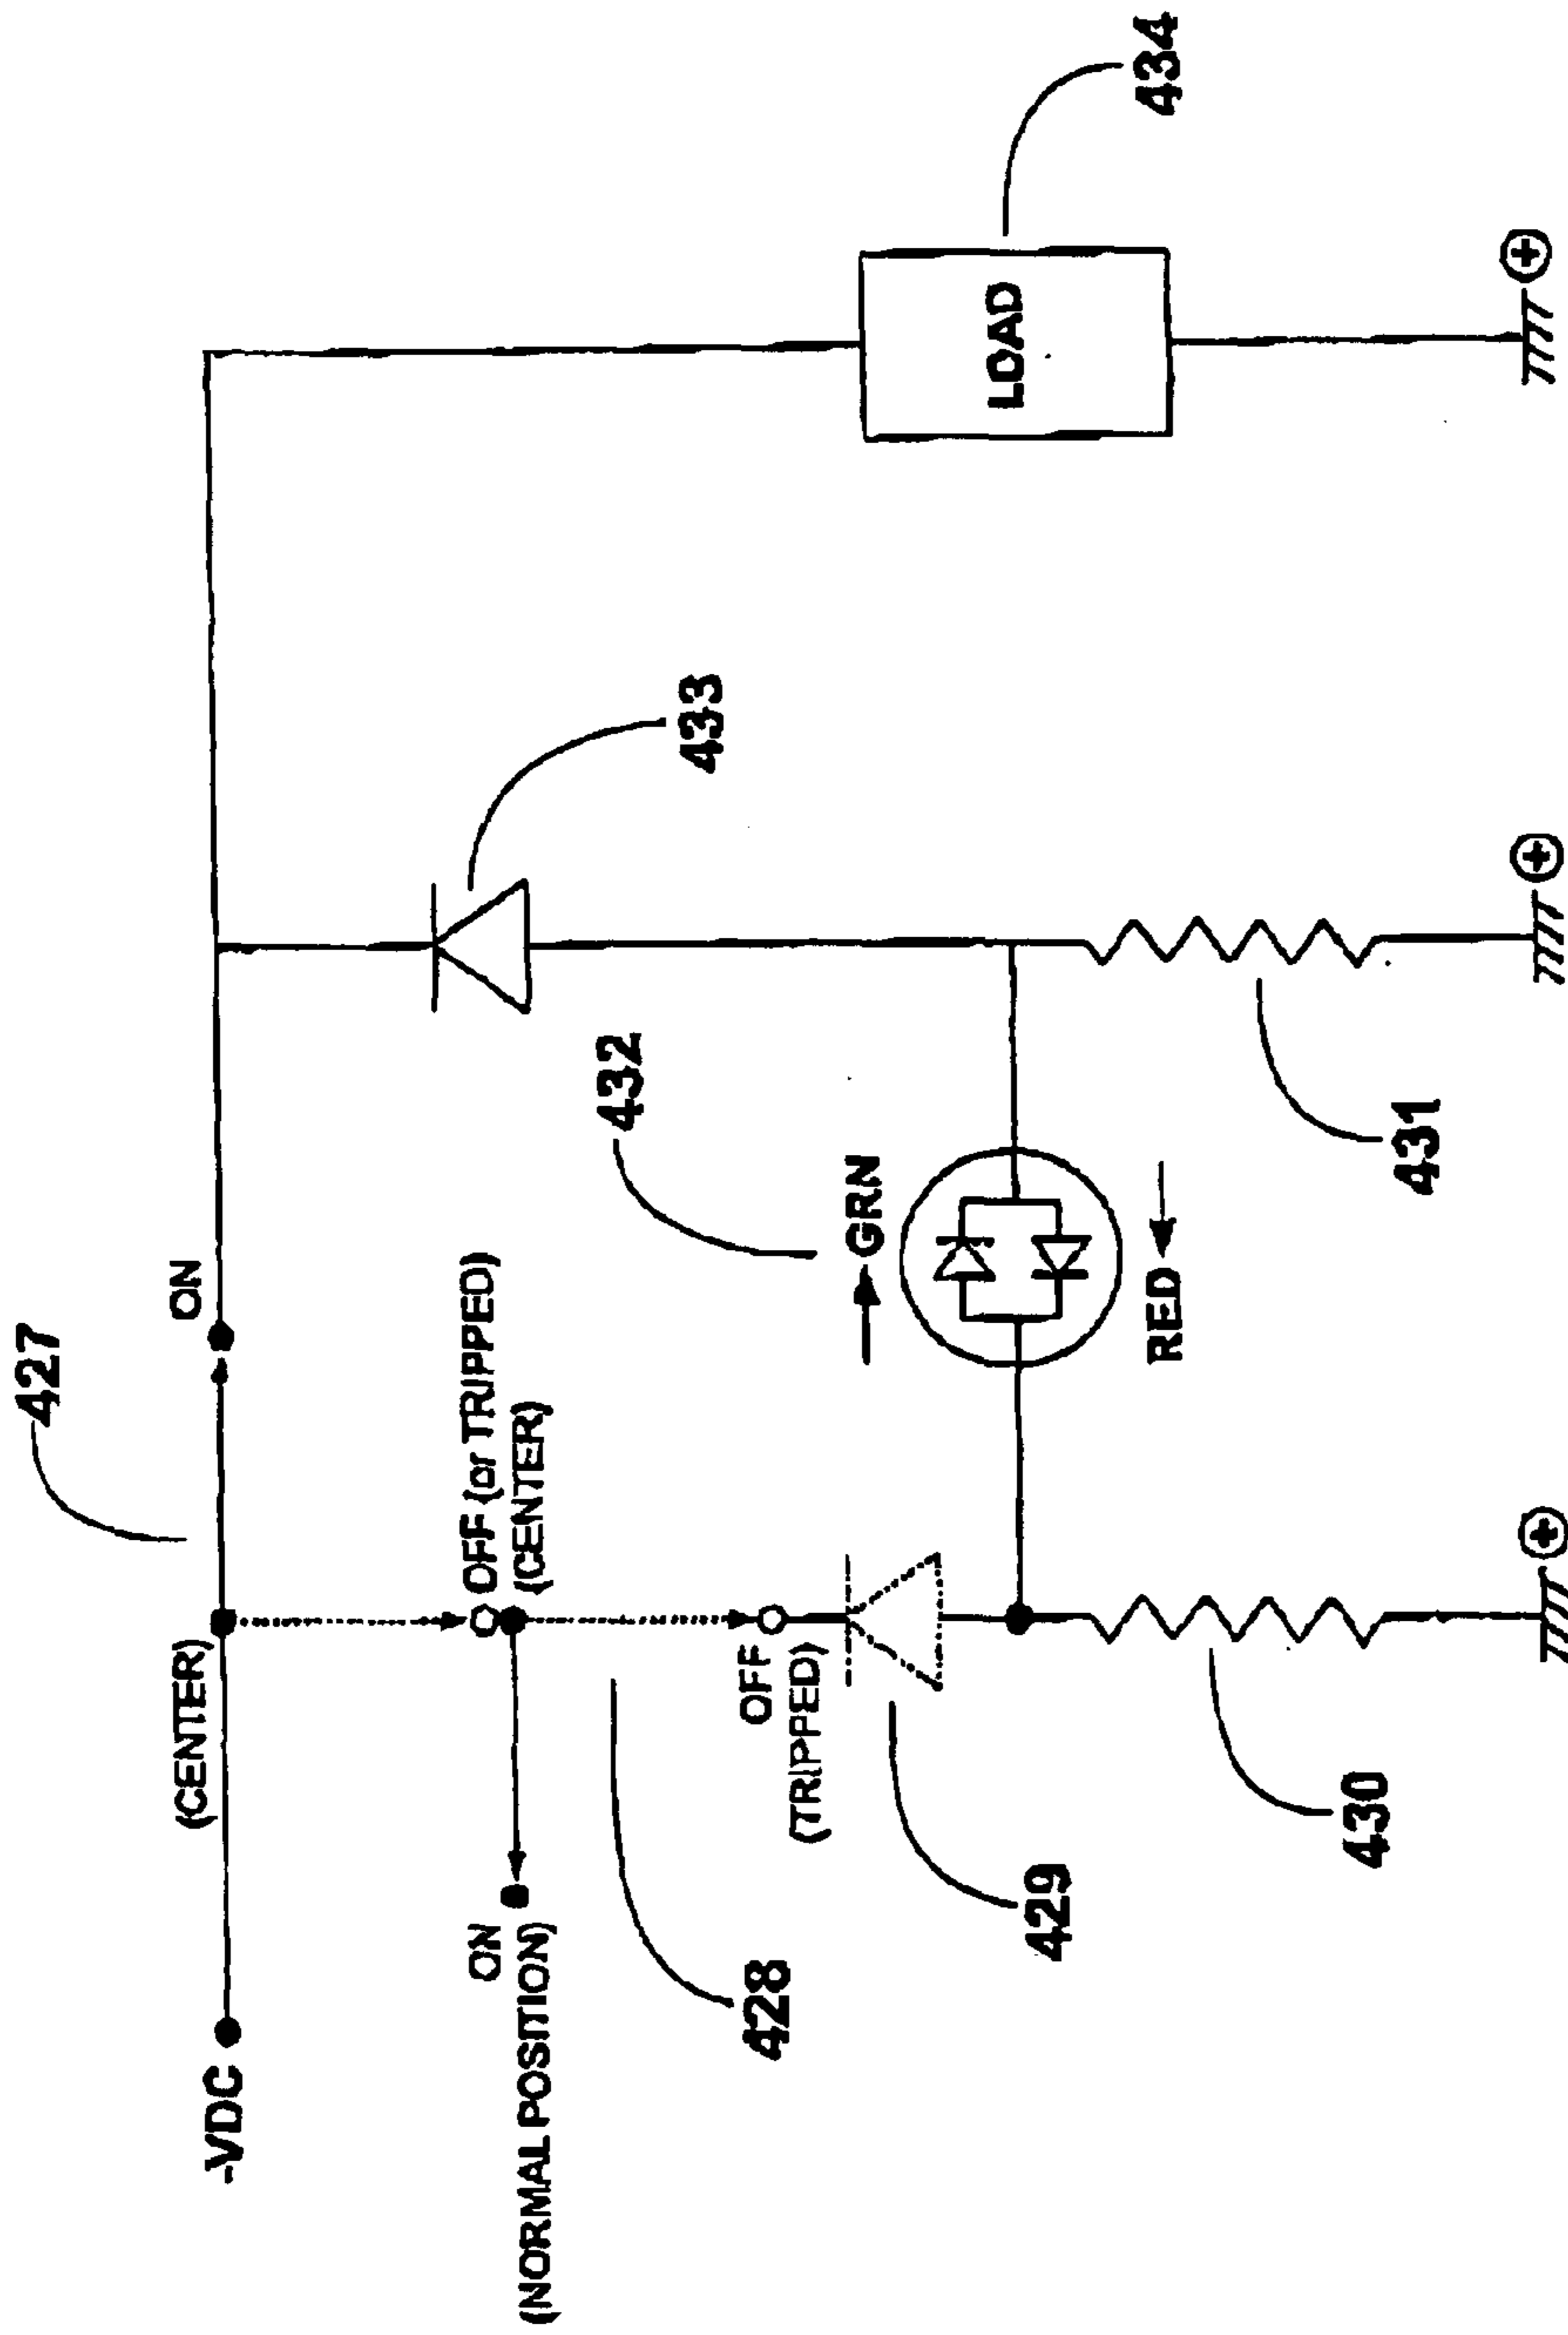 427
(CENTER)
ON
-VDC
OFF (or TRIPPED)
(CENTER)
ON
(NORMAL POSITION)
428
OFF
(TRIPPED)
432
433
GRN
LOAD
434
429
RED
430
431
+
+
+